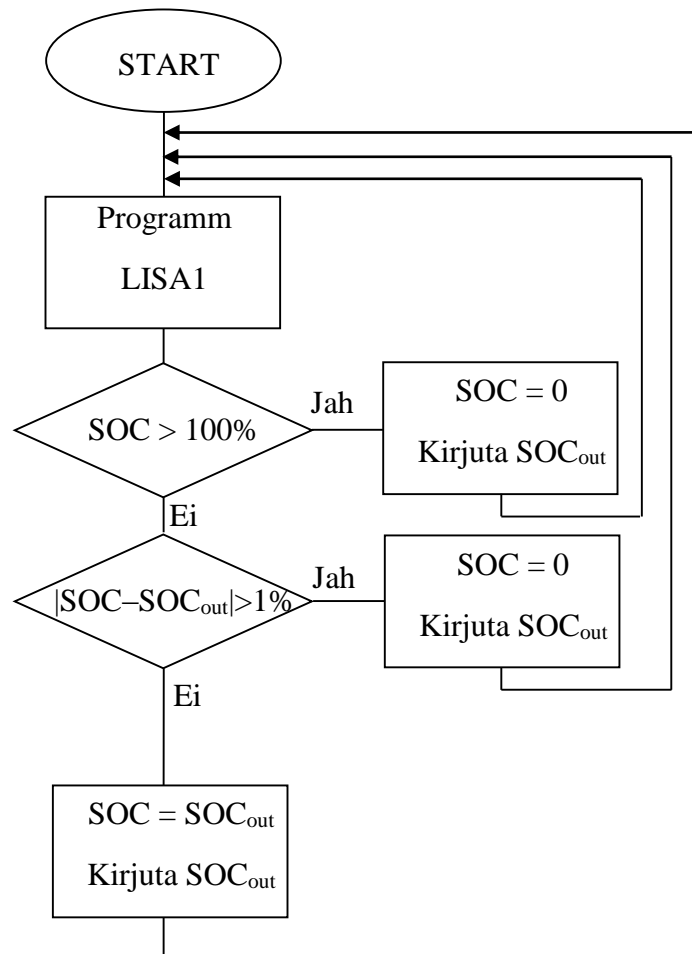 START
Programm
LISA1
SOC > 100%
Jah
SOC = 0
Kirjuta SOCout
Ei
|SOC–SOCout|>1%
Jah
SOC = 0
Kirjuta SOCout
Ei
SOC = SOCout
Kirjuta SOCout